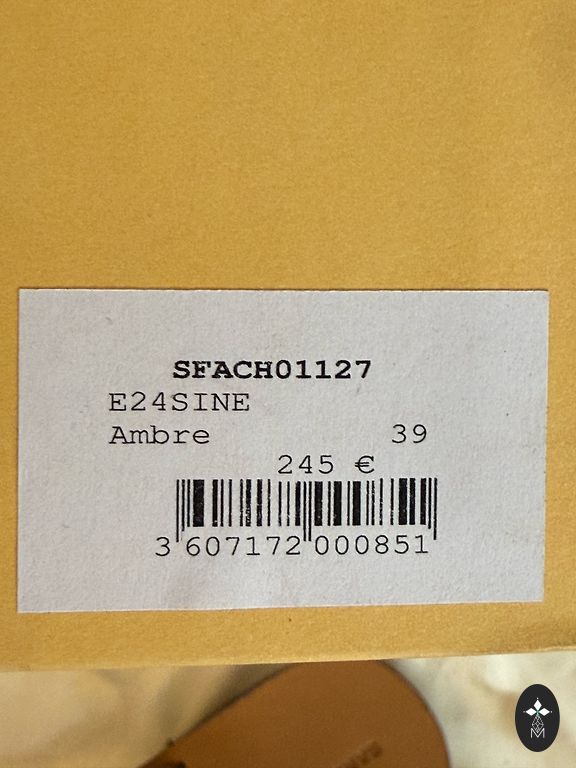 SFACH01127
E24SINE
Ambre 39
245 €
3 607172 000851